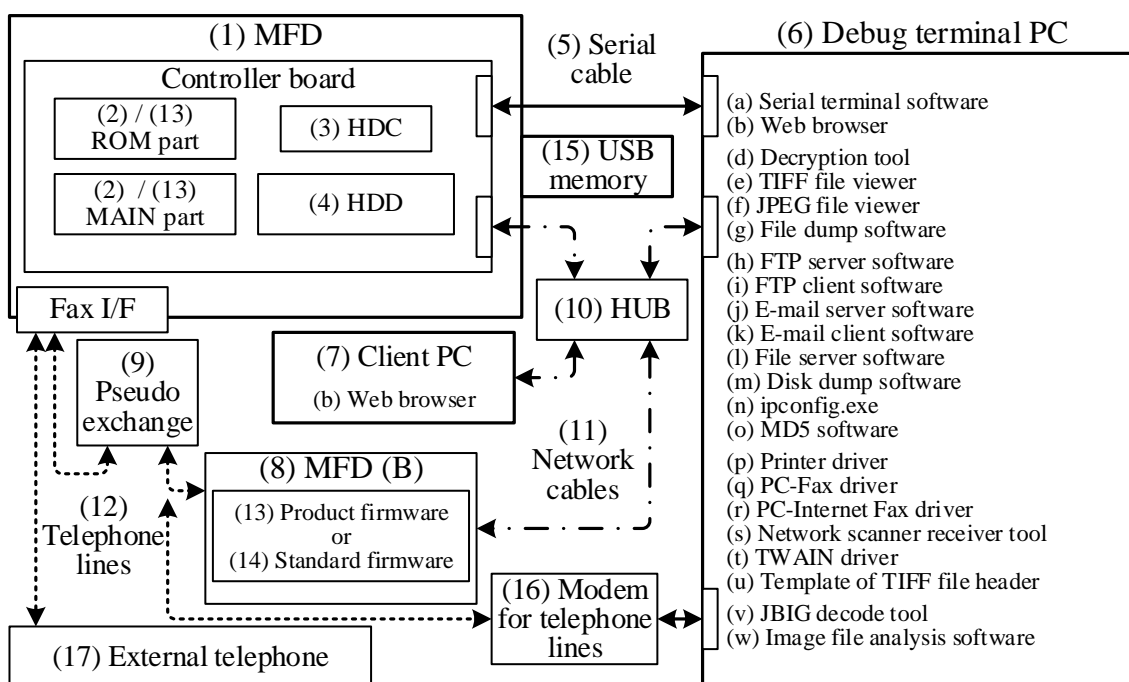 (1) MFD
Controller board
(2) / (13)
ROM part
(3) HDC
(2) / (13)
MAIN part
(4) HDD
Fax I/F
(5) Serial
cable
(15) USB
memory
(10) HUB
(7) Client PC
(b) Web browser
(9)
Pseudo
exchange
(8) MFD (B)
(13) Product firmware
or
(14) Standard firmware
(11)
Network
cables
(12)
Telephone
lines
(16) Modem
for telephone
lines
(17) External telephone
(6) Debug terminal PC
(a) Serial terminal software
(b) Web browser
(d) Decryption tool
(e) TIFF file viewer
(f) JPEG file viewer
(g) File dump software
(h) FTP server software
(i) FTP client software
(j) E-mail server software
(k) E-mail client software
(l) File server software
(m) Disk dump software
(n) ipconfig.exe
(o) MD5 software
(p) Printer driver
(q) PC-Fax driver
(r) PC-Internet Fax driver
(s) Network scanner receiver tool
(t) TWAIN driver
(u) Template of TIFF file header
(v) JBIG decode tool
(w) Image file analysis software